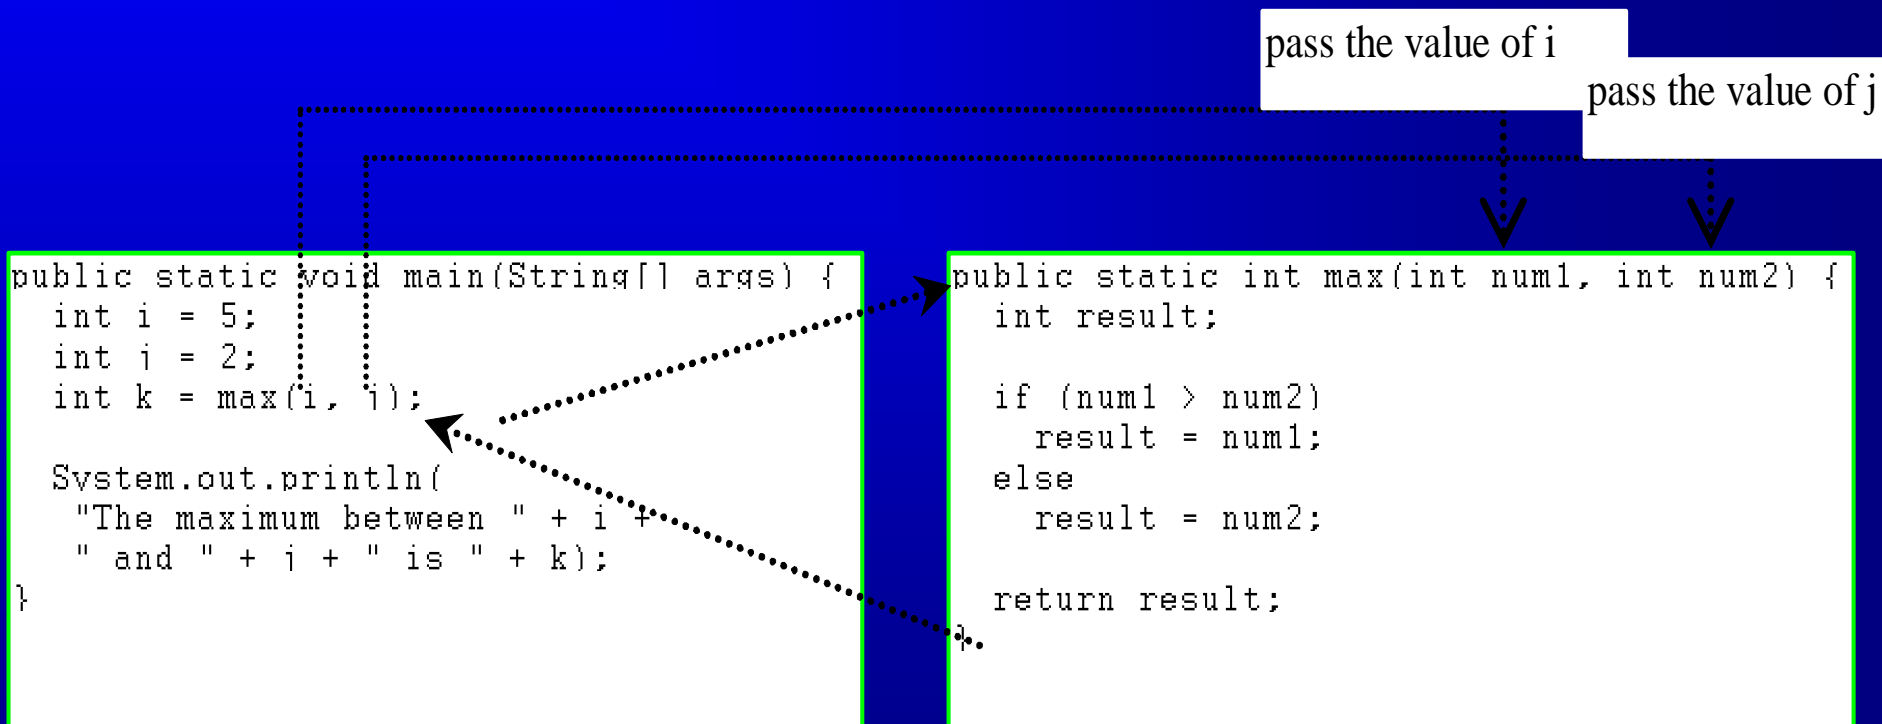 pass the value of i
pass the value of j
public static void main(String[] args) {
  int i = 5;
  int j = 2;
  int k = max(i, j);

  System.out.println(
   "The maximum between " + i +
   " and " + j + " is " + k);
}
public static int max(int num1, int num2) {
  int result;

  if (num1 > num2)
    result = num1;
  else
    result = num2;

  return result;
}